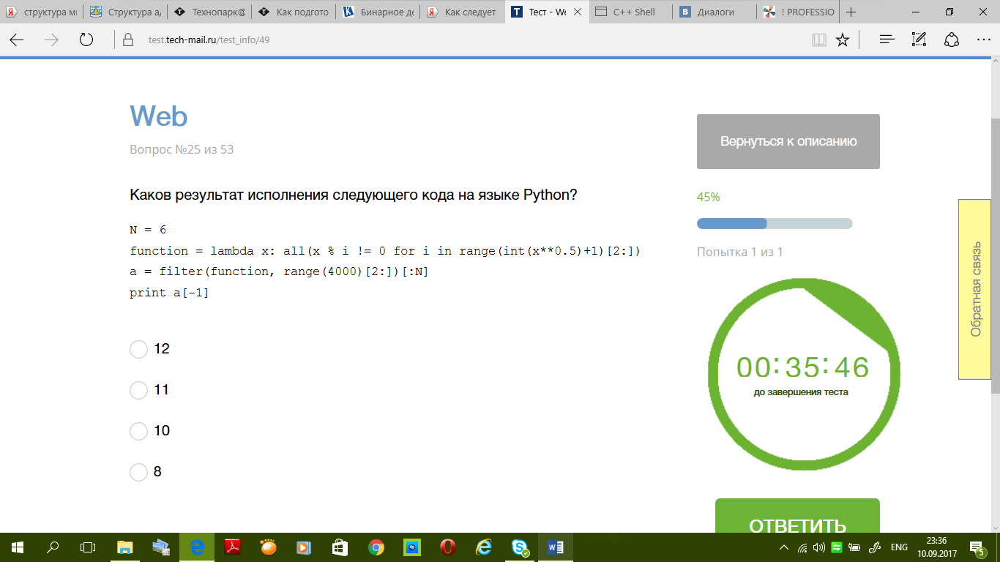 структура мі
Структура ад
Технопарк@
Как подгото
Бинарное де
Как следует
Тест - We
C++ Shell
Диалоги
! PROFESSIO
test.tech-mail.ru/test_info/49
Web
Вопрос №25 из 53
Вернуться к описанию
Каков результат исполнения следующего кода на языке Python?
45%
N = 6
function = lambda x: all(x % i != 0 for i in range(int(x**0.5)+1)[2:])
a = filter(function, range(4000)[2:])[:N]
print a[-1]
Попытка 1 из 1
Обратная связь
12
11
10
8
00:35:46
до завершения теста
ОТВЕТИТЬ
ENG
23:36
10.09.2017
5